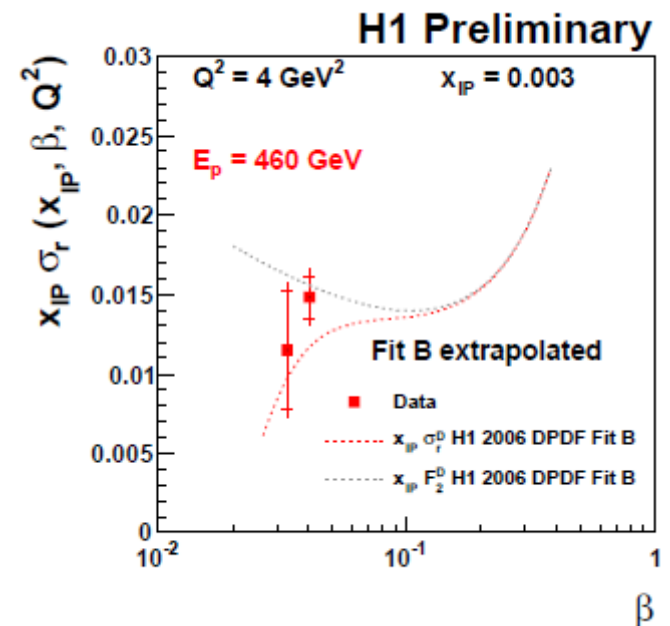 H1 Preliminary
x_IP σ_r (x_IP, β, Q²)
0.03
0.025
0.02
0.015
0.01
0.005
0
Q² = 4 GeV²
x_IP = 0.003
E_p = 460 GeV
Fit B extrapolated
Data
x_IP σ_r^D H1 2006 DPDF Fit B
x_IP F_2^D H1 2006 DPDF Fit B
10⁻²
10⁻¹
1
β